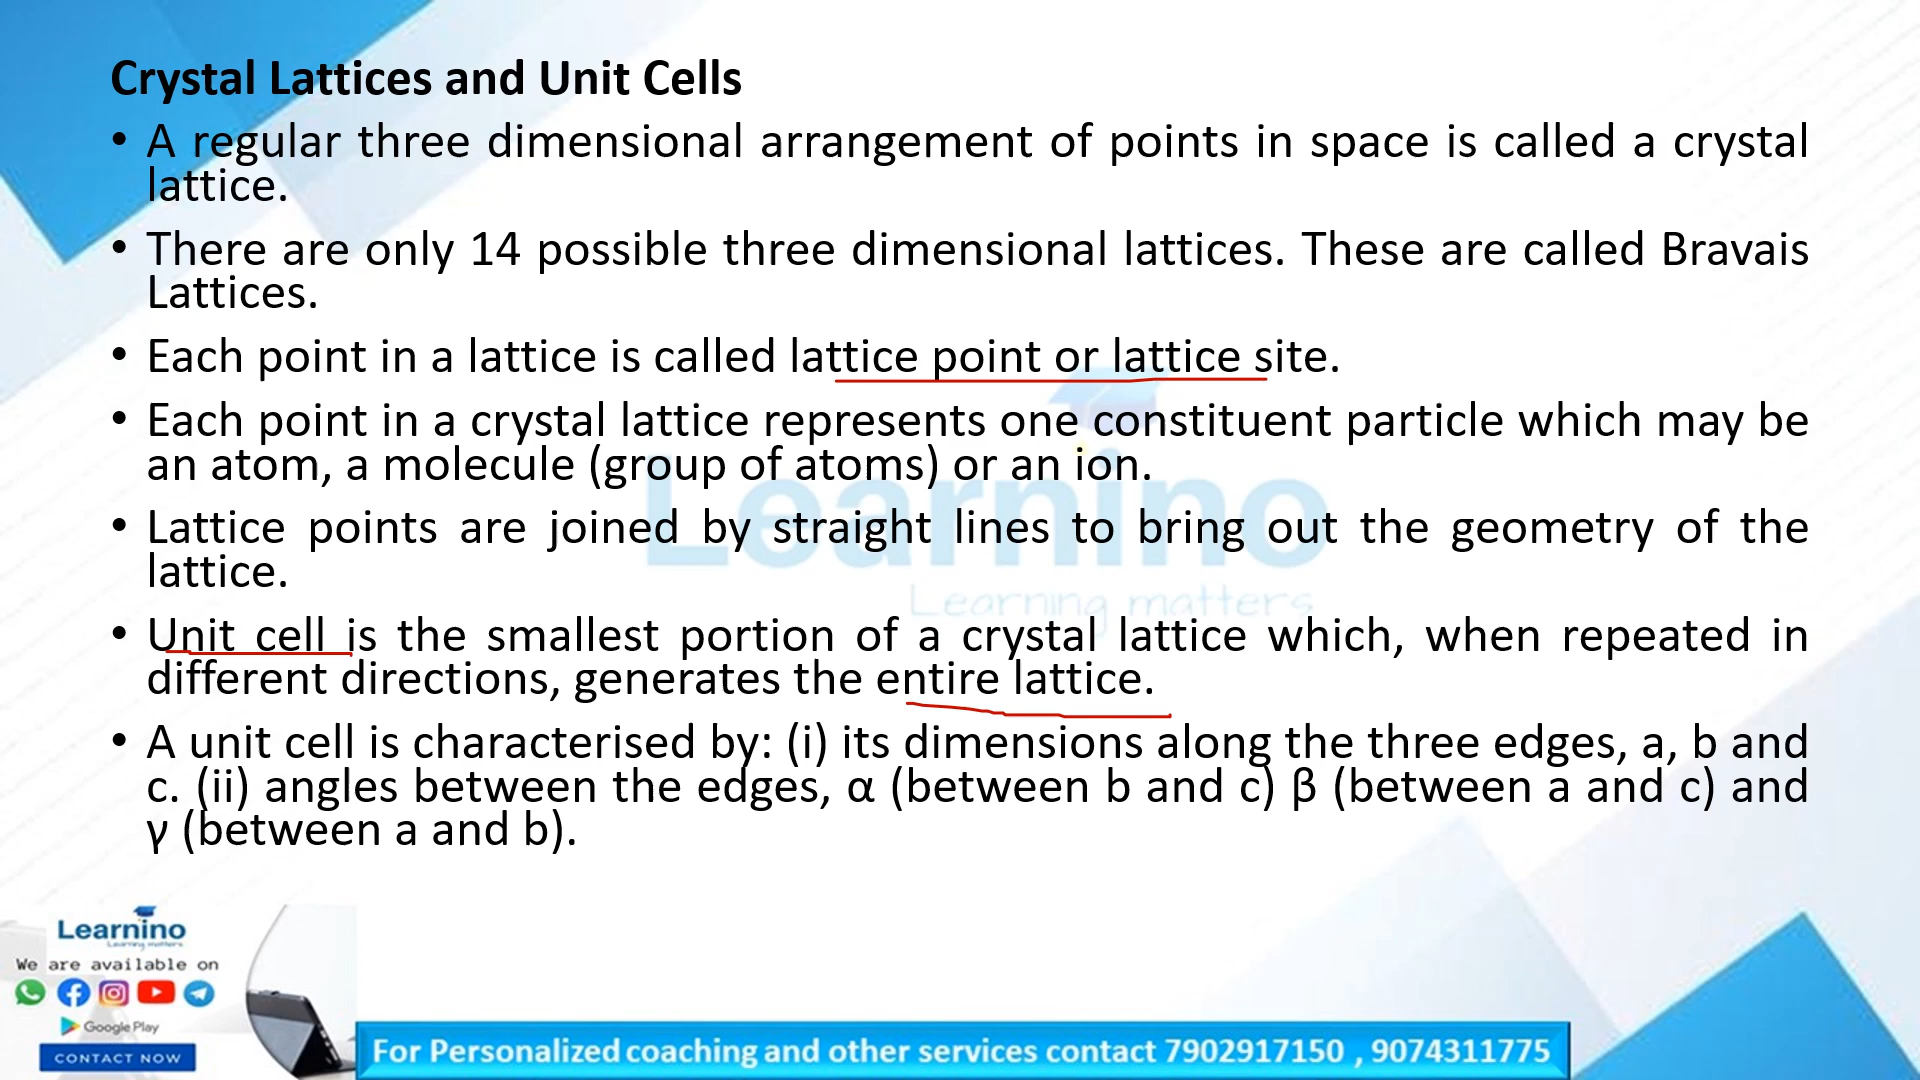 Crystal Lattices and Unit Cells
• A regular three dimensional arrangement of points in space is called a crystal
lattice.
• There are only 14 possible three dimensional lattices. These are called Bravais
Lattices.
• Each point in a lattice is called lattice point or lattice site.
• Each point in a crystal lattice represents one constituent particle which may be
an atom, a molecule (group of atoms) or an ion.
• Lattice points are joined by straight lines to bring out the geometry of the
lattice.
• Unit cell is the smallest portion of a crystal lattice which, when repeated in
different directions, generates the entire lattice.
• A unit cell is characterised by: (i) its dimensions along the three edges, a, b and
c. (ii) angles between the edges, α (between b and c) β (between a and c) and
γ (between a and b).
Learnino
Learning matters
Learnino
Learning matters
We are available on
Google Play
CONTACT NOW
For Personalized coaching and other services contact 7902917150 , 9074311775